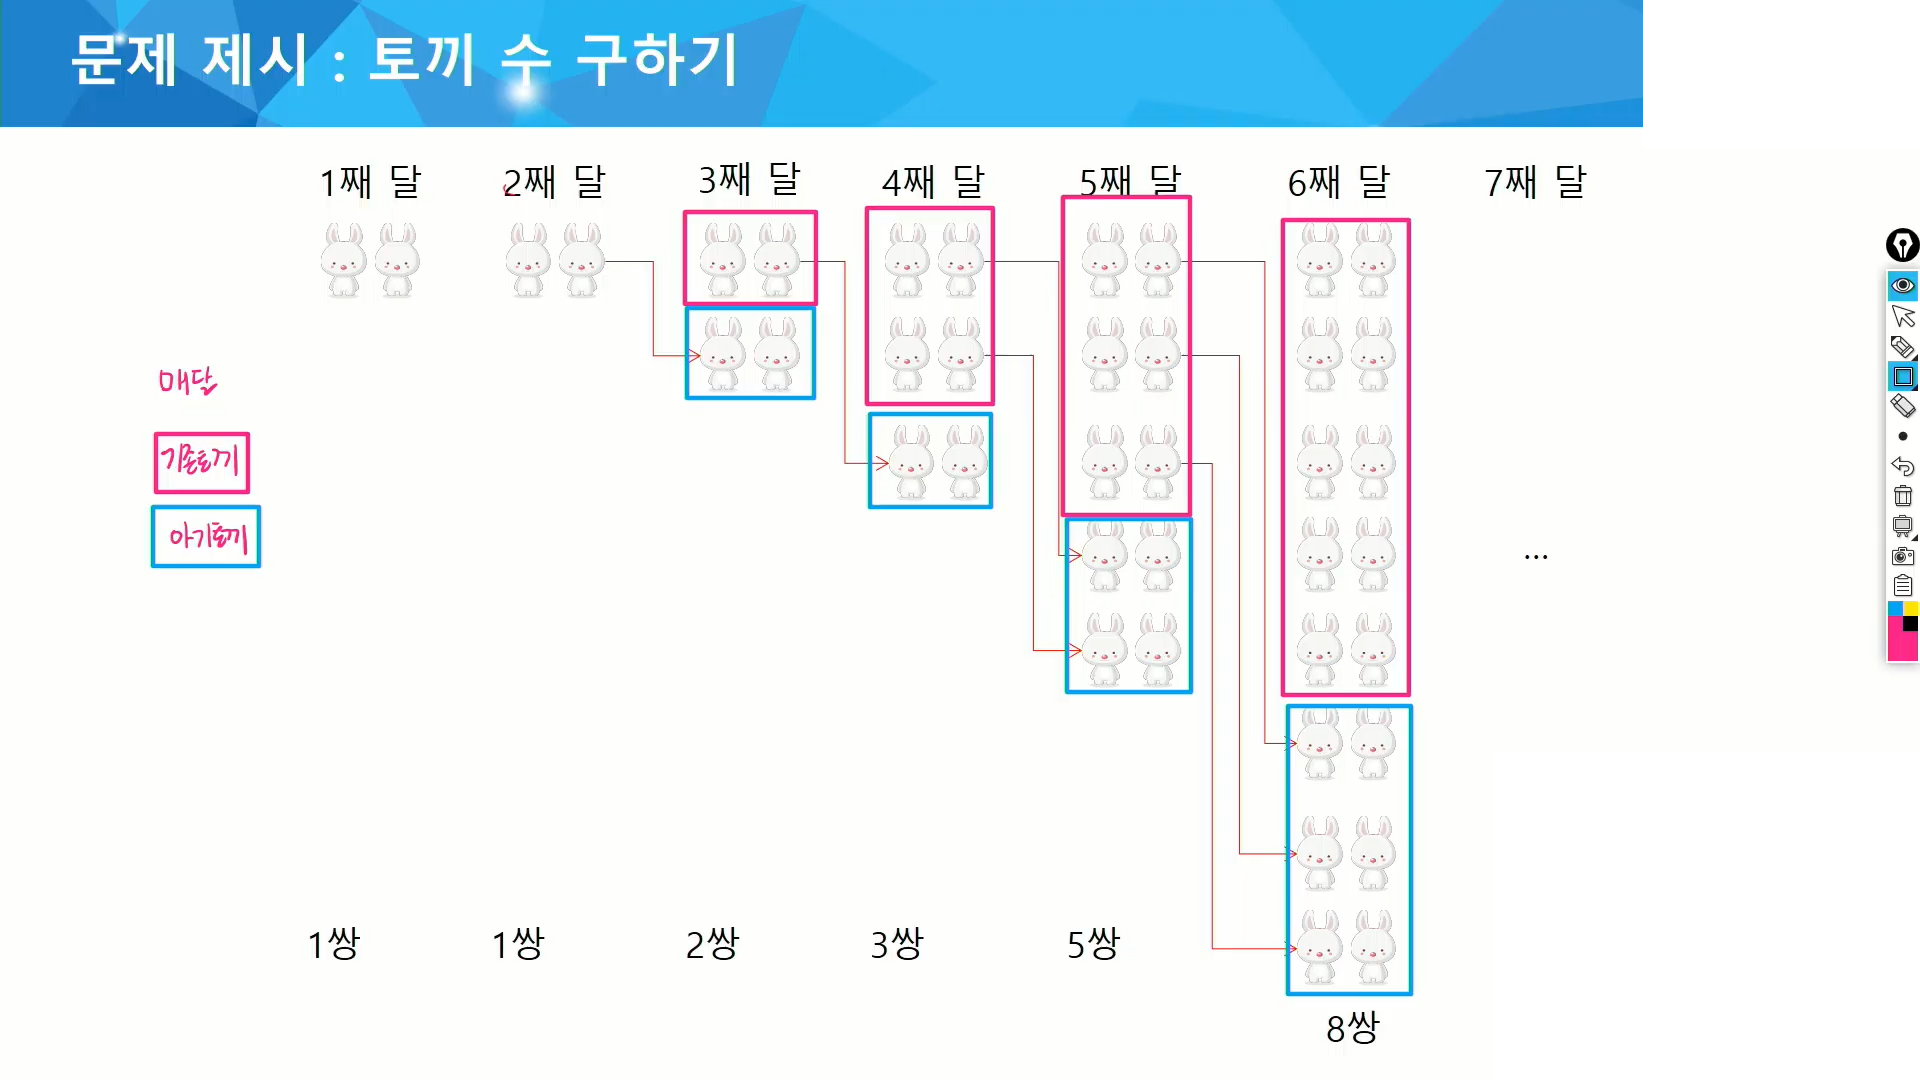 문제 제시 : 토끼 수 구하기
1째 달 2째 달 3째 달 4째 달 5째 달 6째 달 7째 달
매달
기존토끼
아기토끼
...
1쌍 1쌍 2쌍 3쌍 5쌍
8쌍